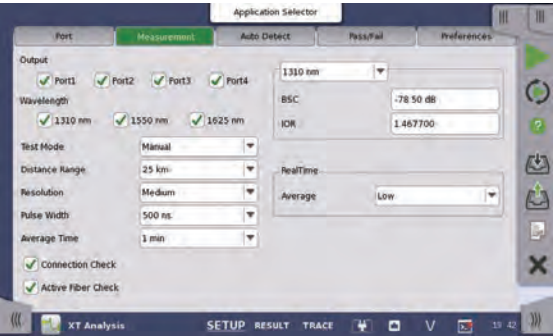 Application Selector
Port Measurement Auto Detect Pass/Fail Preferences
Output
Port1 Port2 Port3 Port4
Wavelength
1310 nm 1550 nm 1625 nm
Test Mode Manual
Distance Range 25 km
Resolution Medium
Pulse Width 500 ns
Average Time 1 min
Connection Check
Active Fiber Check
1310 nm
BSC -78 50 dB
IOR 1.467700
RealTime
Average Low
XT Analysis SETUP RESULT TRACE V 19 42